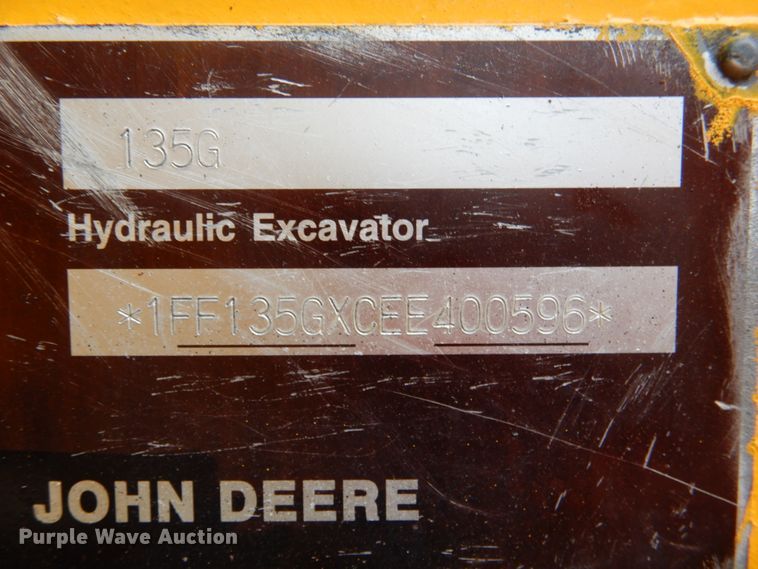 135G
Hydraulic Excavator
*1FF135GXCEE400596*
JOHN DEERE
Purple Wave Auction